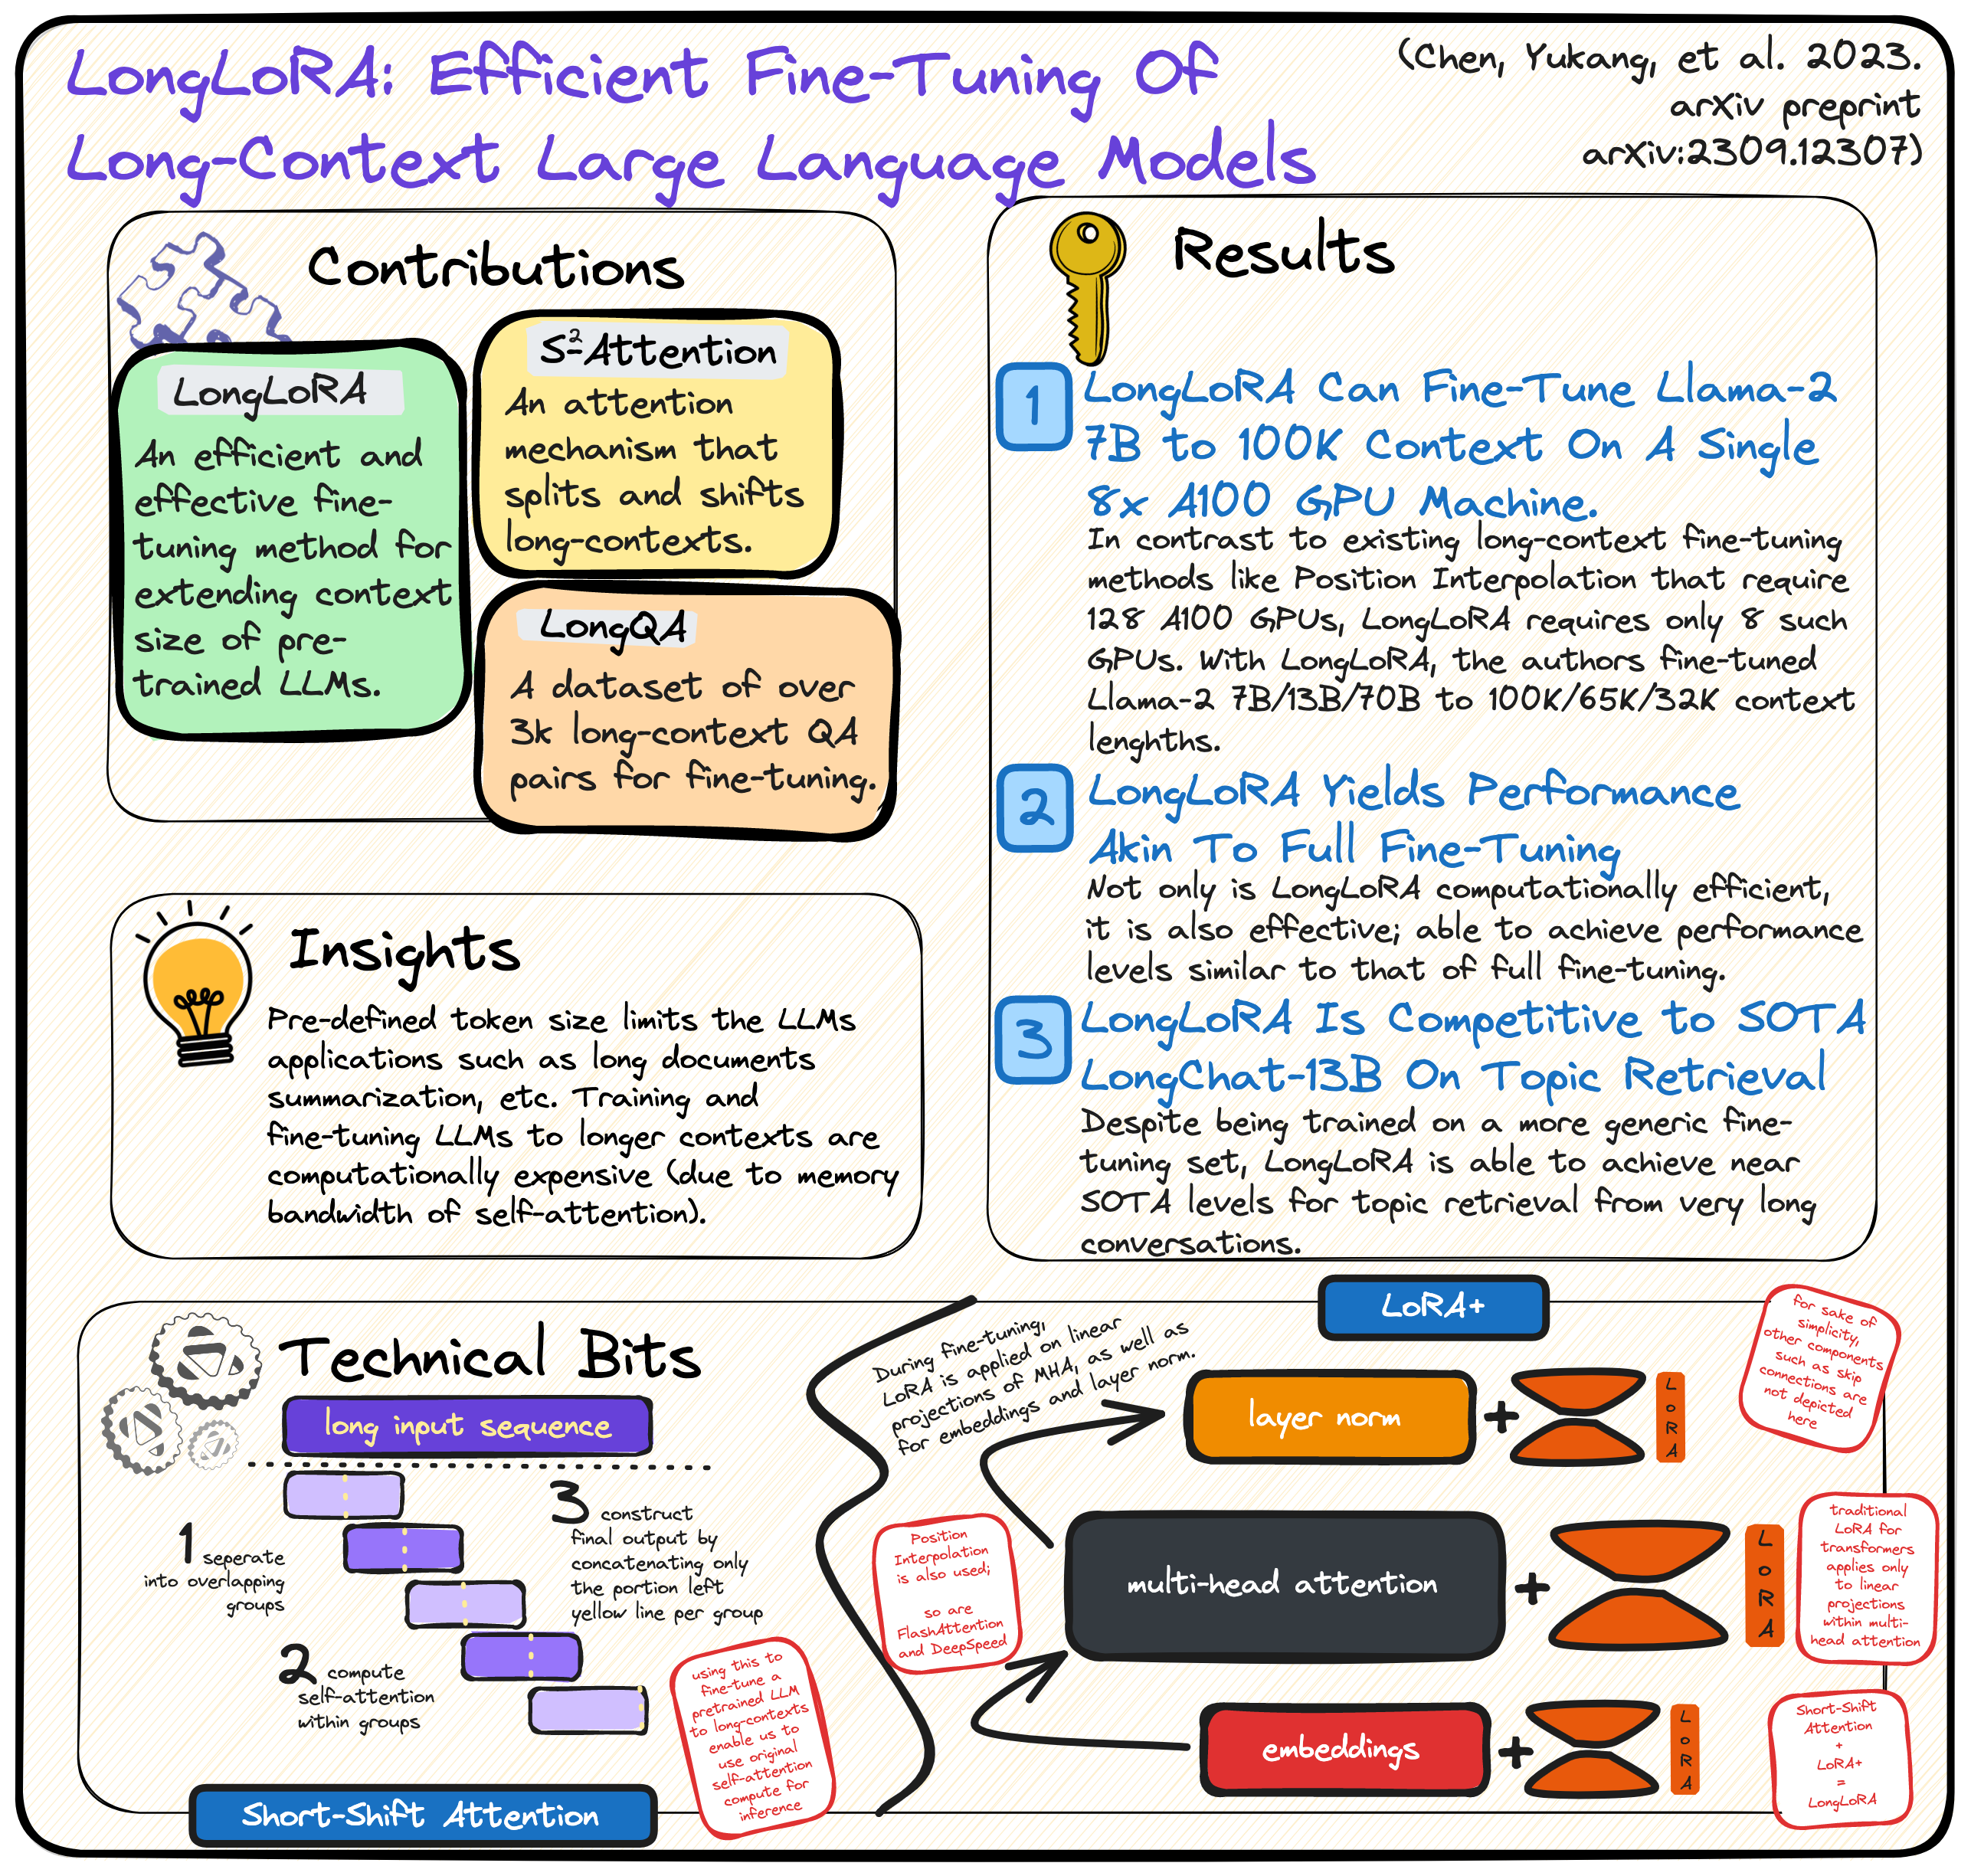 LongLoRA: Efficient Fine-Tuning Of
Long-Context Large Language Models
(Chen, Yukang, et al. 2023.
arXiv preprint
arXiv:2309.12307)
Contributions
LongLoRA
An efficient and
effective fine-
tuning method for
extending context
size of pre-
trained LLMs.
S²-Attention
An attention
mechanism that
splits and shifts
long-contexts.
LongQA
A dataset of over
3k long-context QA
pairs for fine-tuning.
Insights
Pre-defined token size limits the LLMs
applications such as long documents
summarization, etc. Training and
fine-tuning LLMs to longer contexts are
computationally expensive (due to memory
bandwidth of self-attention).
Results
1
LongLoRA Can Fine-Tune Llama-2
7B to 100K Context On A Single
8x A100 GPU Machine.
In contrast to existing long-context fine-tuning
methods like Position Interpolation that require
128 A100 GPUs, LongLoRA requires only 8 such
GPUs. With LongLoRA, the authors fine-tuned
Llama-2 7B/13B/70B to 100K/65K/32K context
lenghths.
2
LongLoRA Yields Performance
Akin To Full Fine-Tuning
Not only is LongLoRA computationally efficient,
it is also effective; able to achieve performance
levels similar to that of full fine-tuning.
3
LongLoRA Is Competitive to SOTA
LongChat-13B On Topic Retrieval
Despite being trained on a more generic fine-
tuning set, LongLoRA is able to achieve near
SOTA levels for topic retrieval from very long
conversations.
Technical Bits
long input sequence
1 seperate
into overlapping
groups
2 compute
self-attention
within groups
3 construct
final output by
concatenating only
the portion left
yellow line per group
using this to
fine-tune a
pretrained LLM
to long-contexts
enable us to
use original
self-attention
compute for
inference
Short-Shift Attention
LoRA+
During fine-tuning,
LoRA is applied on linear
projections of MHA, as well as
for embeddings and layer norm.
layer norm
+
LoRA
for sake of
simplicity,
other components
such as skip
connections are
not depicted
here
Position
Interpolation
is also used;
so are
FlashAttention
and DeepSpeed
multi-head attention
+
LoRA
traditional
LoRA for
transformers
applies only
to linear
projections
within multi-
head attention
embeddings
+
LoRA
Short-Shift
Attention
+
LoRA+
=
LongLoRA